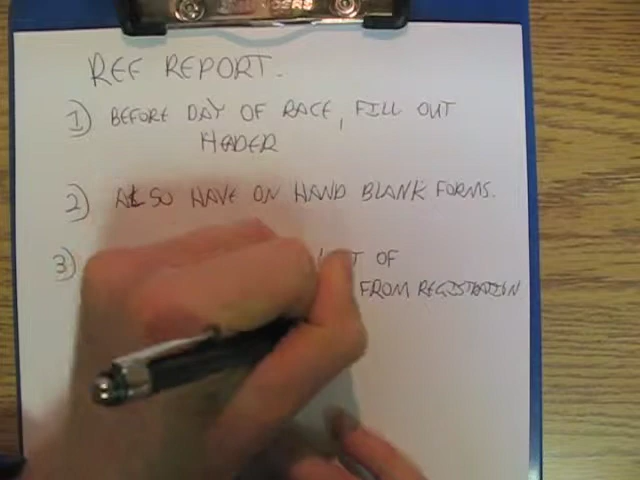 REF REPORT.
1) BEFORE DAY OF RACE, FILL OUT
HEADER
2) ALSO HAVE ON HAND BLANK FORMS.
3) OF
FROM REGISTRATION